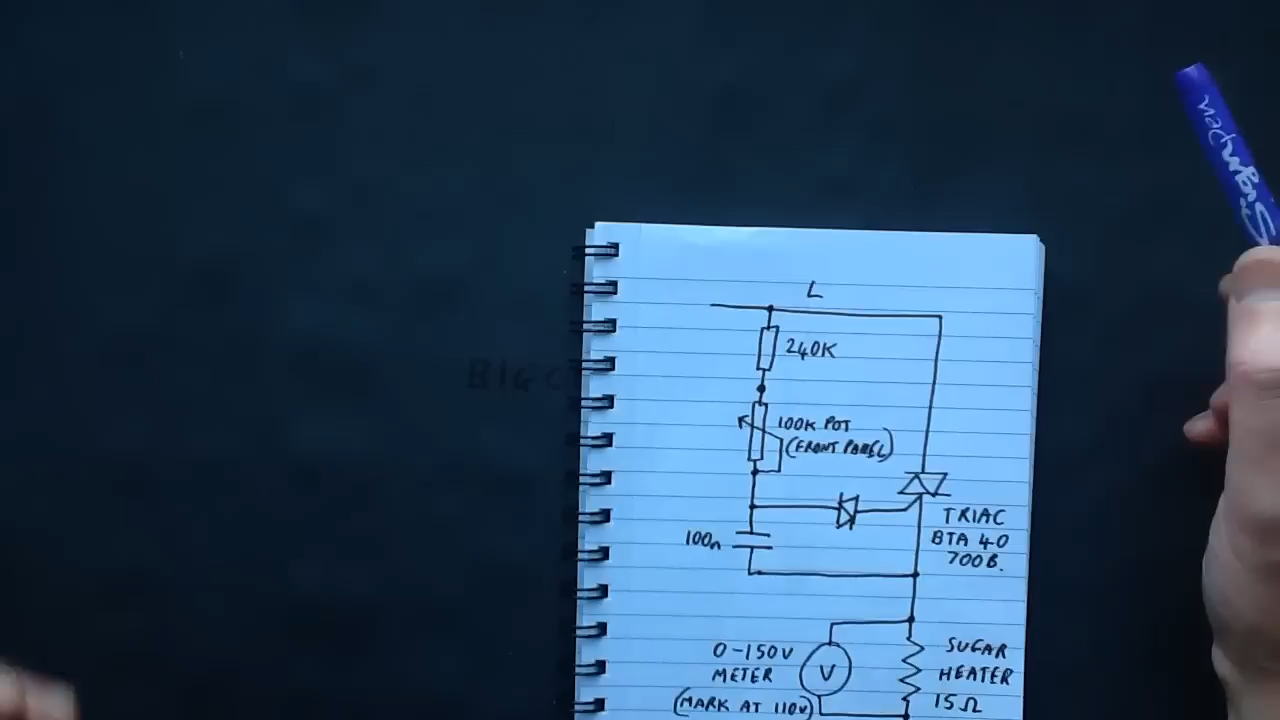 L
240K
100K POT
(FRONT PANEL)
100n
TRIAC
BTA 40
700B.
0-150V
METER
(MARK AT 110V)
V
SUGAR
HEATER
15Ω